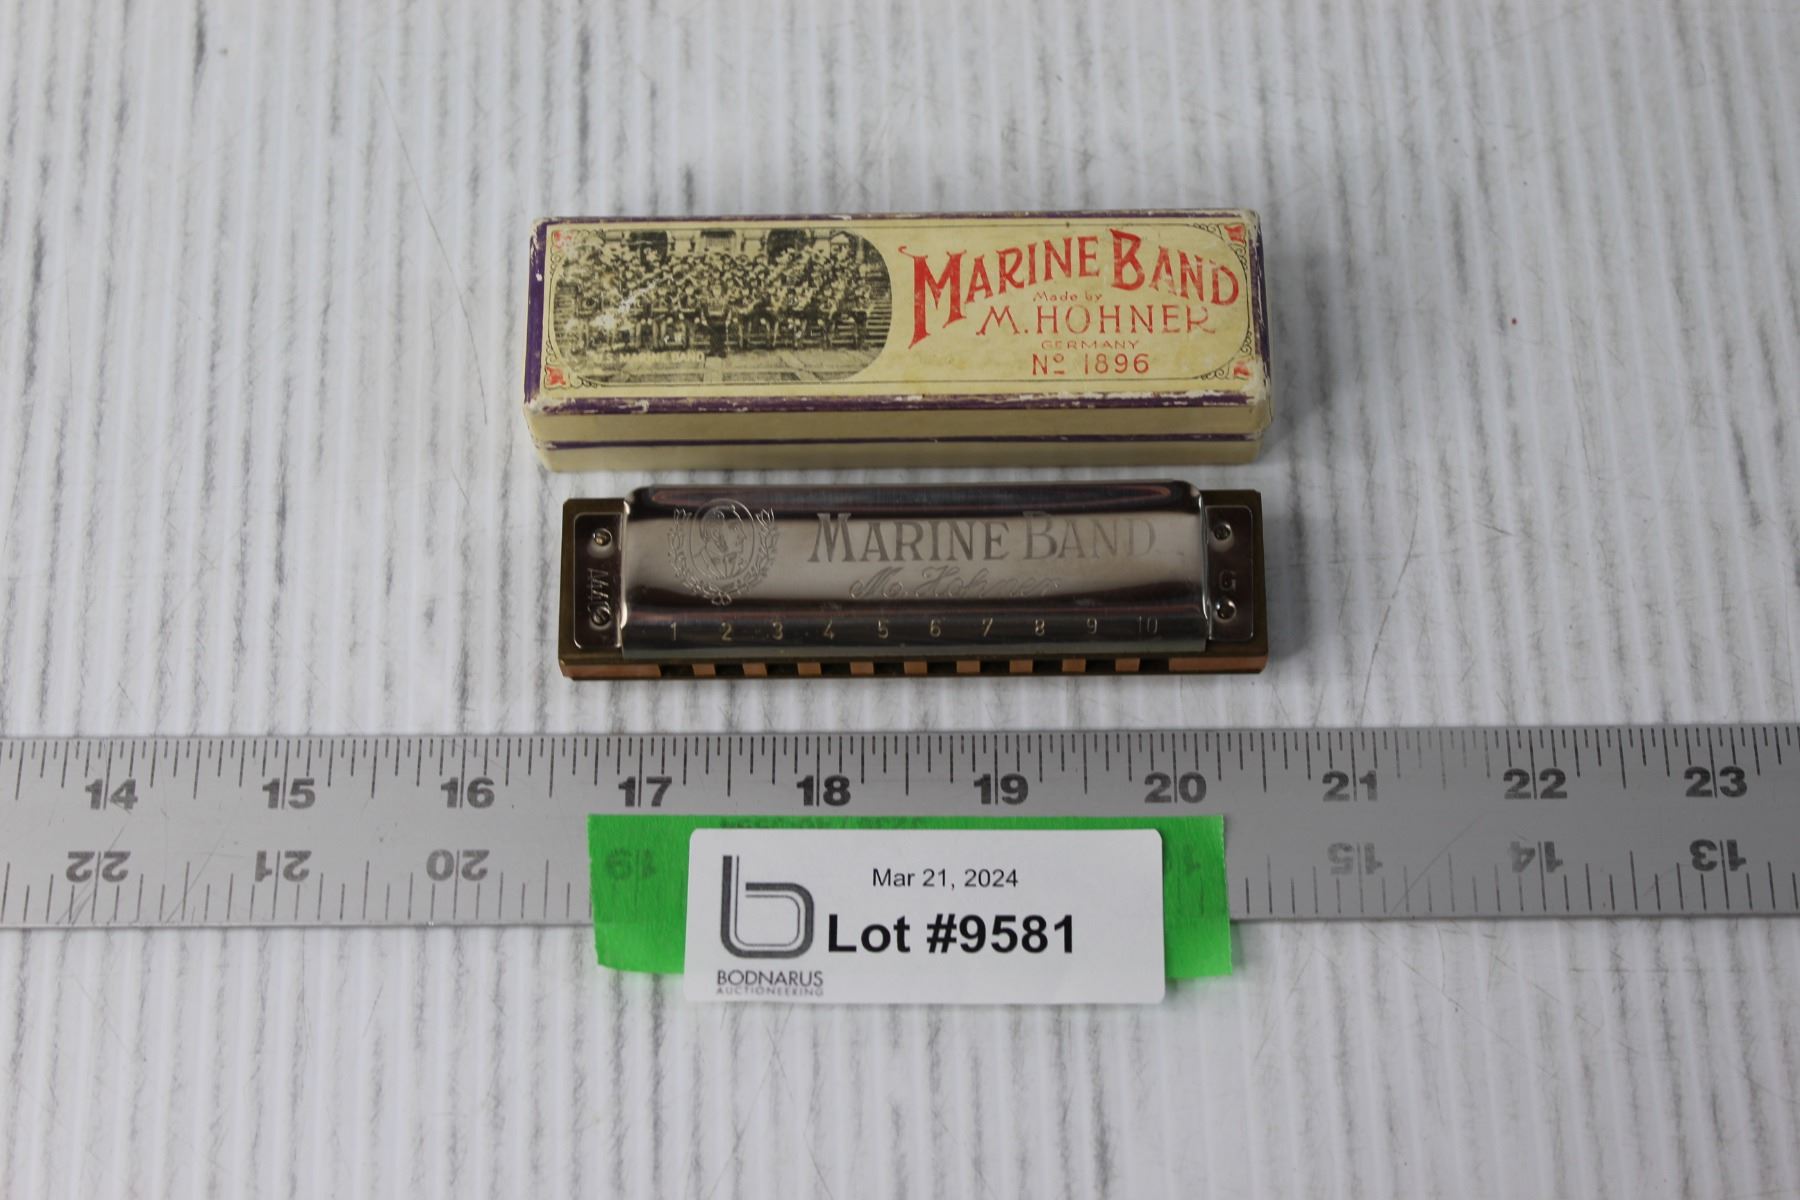 MARINE BAND
Made by
M. HOHNER
GERMANY
Nº 1896
MARINE BAND
M. Hohner
1 2 3 4 5 6 7 8 9 10
14 15 16 17 18 19 20 21 22 23
22 21 20 19 15 14 13
Mar 21, 2024
Lot #9581
BODNARUS
AUCTIONEERING